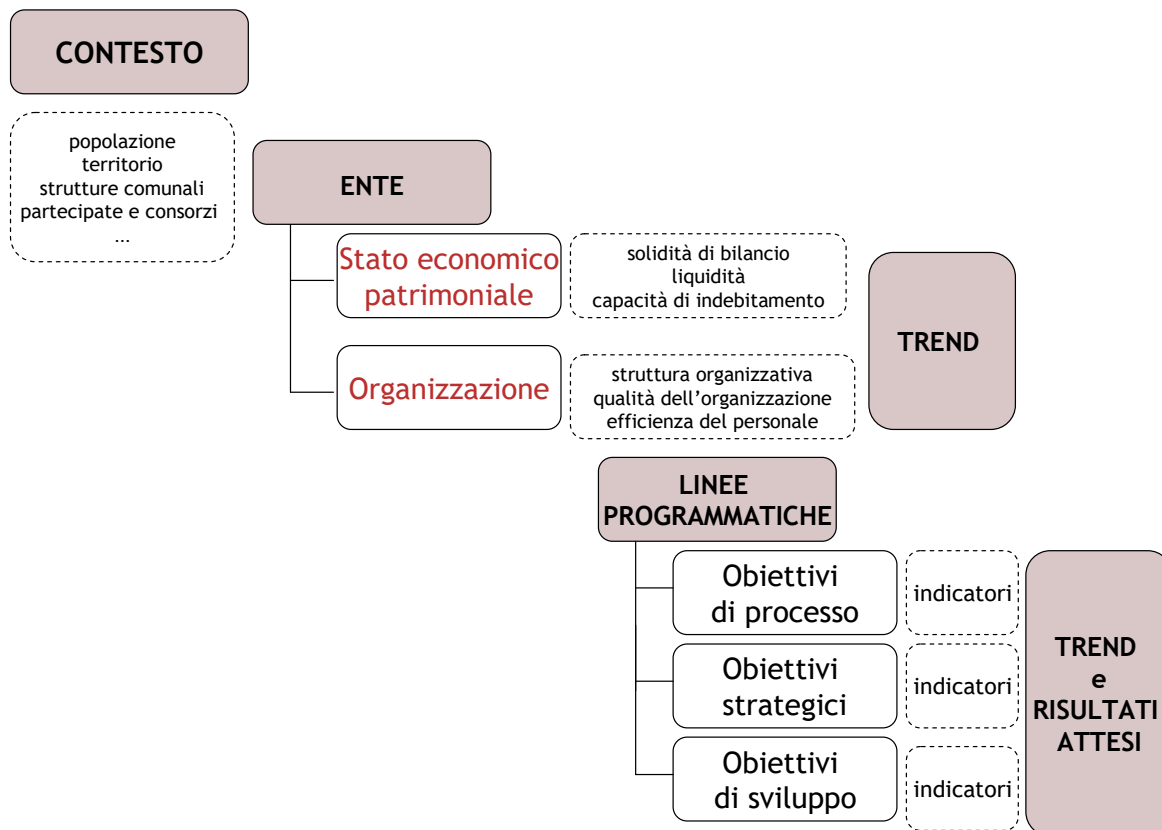 CONTESTO
popolazione
territorio
strutture comunali
partecipate e consorzi
...
ENTE
Stato economico
patrimoniale
solidità di bilancio
liquidità
capacità di indebitamento
Organizzazione
struttura organizzativa
qualità dell’organizzazione
efficienza del personale
TREND
LINEE
PROGRAMMATICHE
Obiettivi
di processo
indicatori
Obiettivi
strategici
indicatori
Obiettivi
di sviluppo
indicatori
TREND
e
RISULTATI
ATTESI